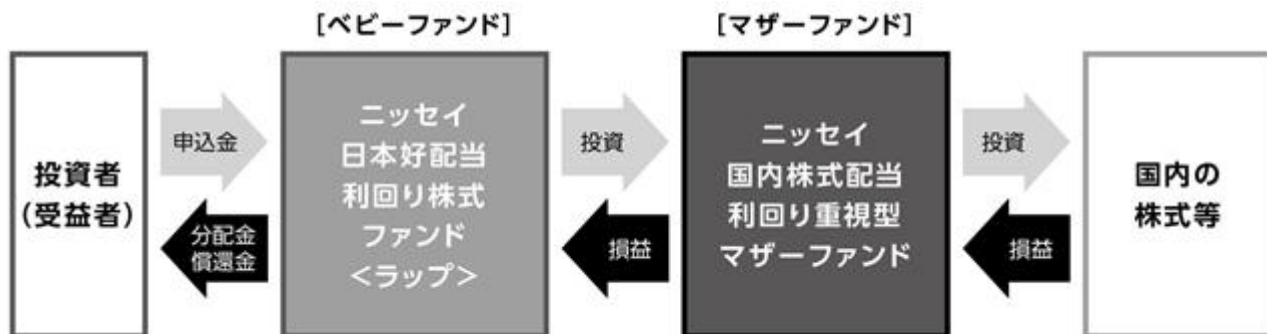 [ベビーファンド]
[マザーファンド]
投資者
(受益者)
申込金
分配金
償還金
ニッセイ
日本好配当
利回り株式
ファンド
<ラップ>
投資
損益
ニッセイ
国内株式配当
利回り重視型
マザーファンド
投資
損益
国内の
株式等